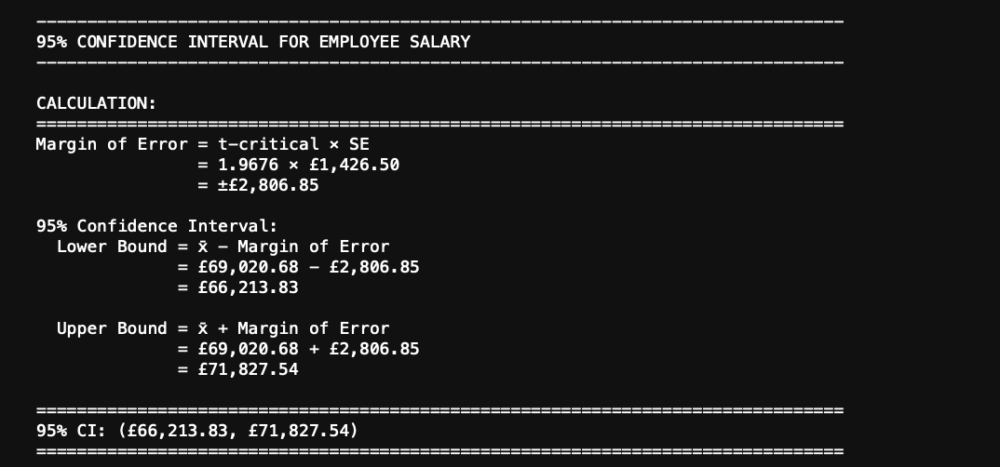 95% CONFIDENCE INTERVAL FOR EMPLOYEE SALARY
CALCULATION:
Margin of Error = t-critical × SE
= 1.9676 × £1,426.50
= ±£2,806.85
95% Confidence Interval:
Lower Bound = x̄ - Margin of Error
= £69,020.68 - £2,806.85
= £66,213.83
Upper Bound = x̄ + Margin of Error
= £69,020.68 + £2,806.85
= £71,827.54
95% CI: (£66,213.83, £71,827.54)